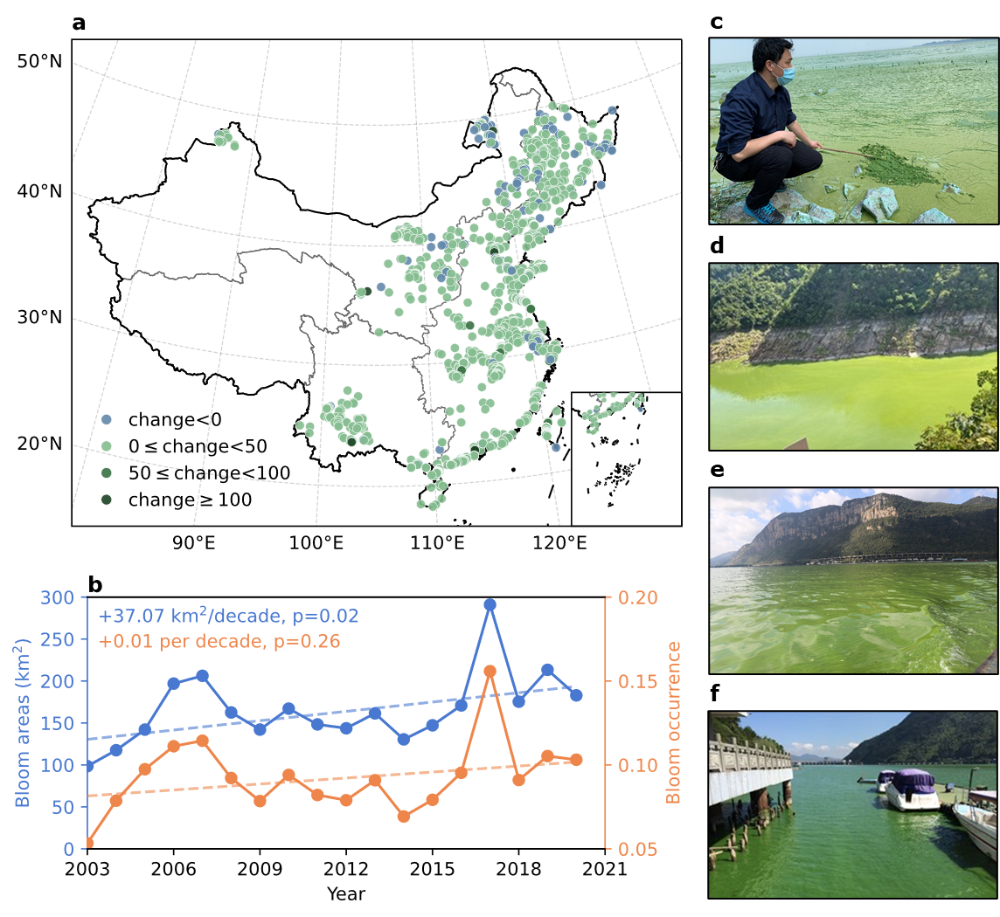 a
50°N
40°N
30°N
20°N
change<0
0 ≤ change<50
50 ≤ change<100
change ≥ 100
90°E
100°E
110°E
120°E
b
+37.07 km²/decade, p=0.02
+0.01 per decade, p=0.26
Bloom areas (km²)
300
250
200
150
100
50
0
0.20
0.15
0.10
0.05
Bloom occurrence
2003
2006
2009
2012
2015
2018
2021
Year
c
d
e
f